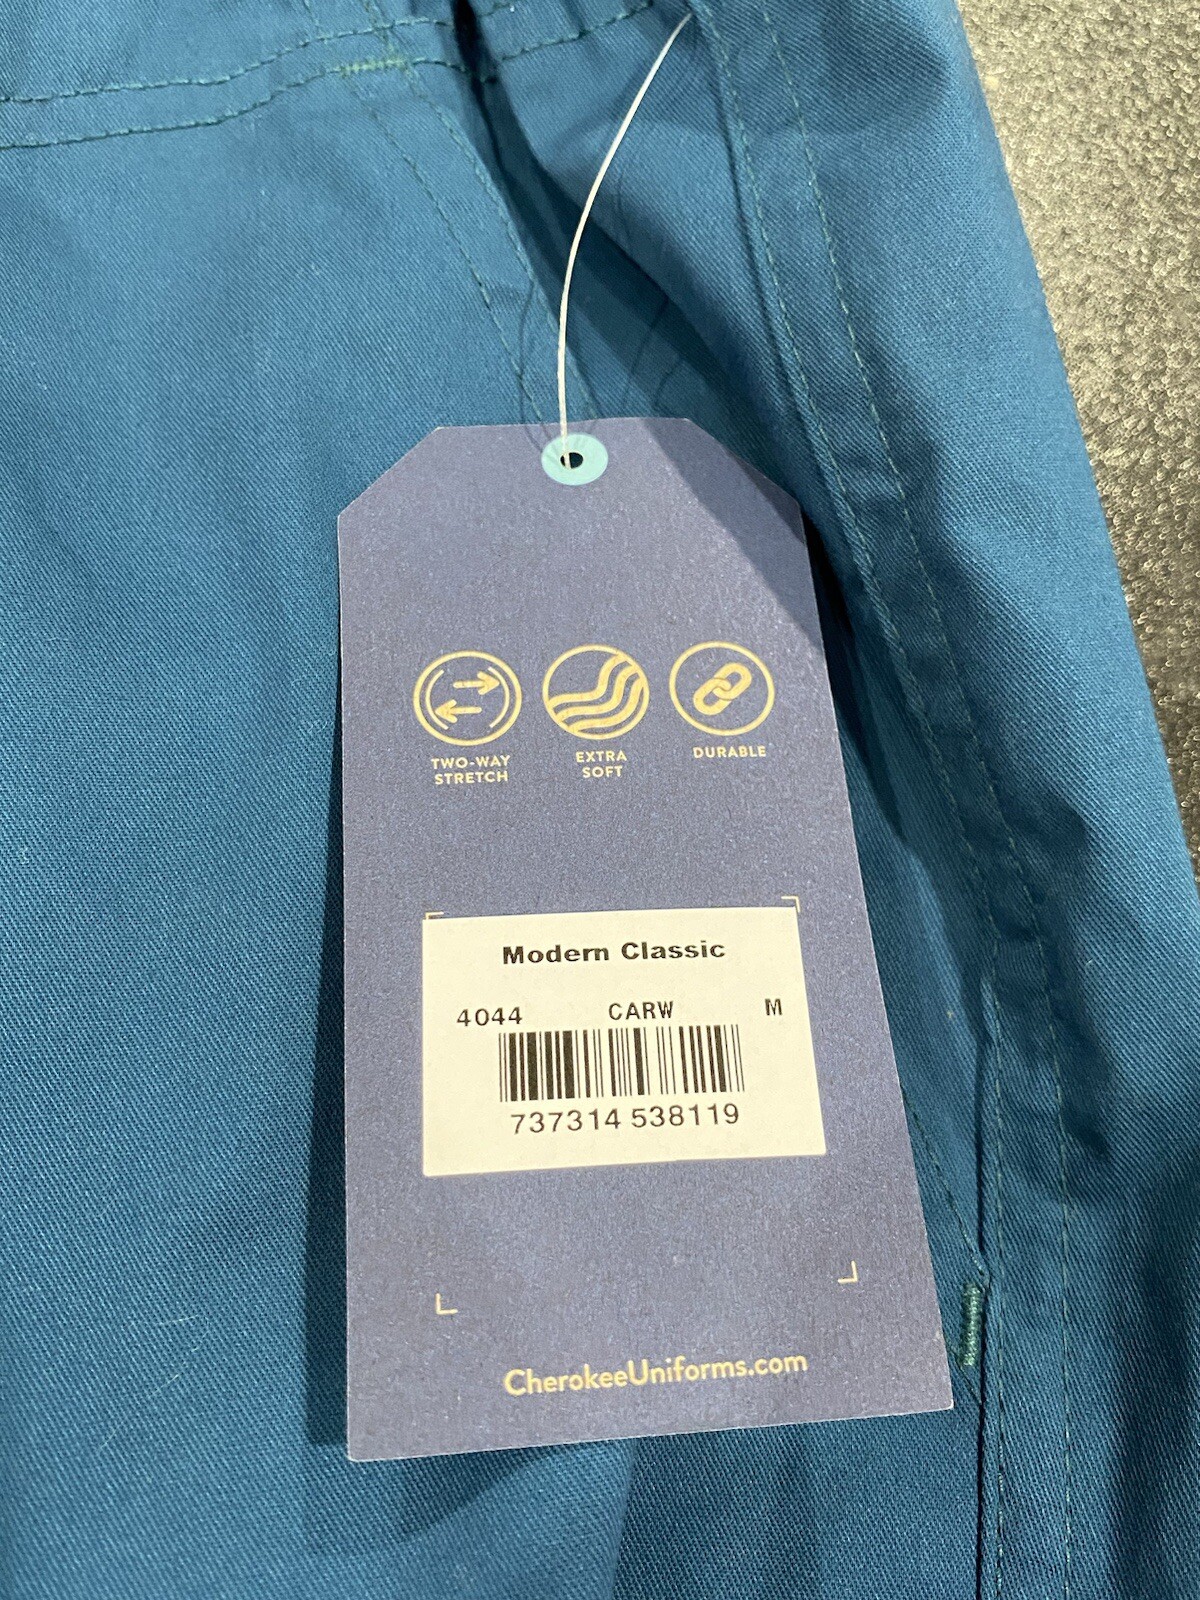 TWO-WAY STRETCH
EXTRA SOFT
DURABLE
Modern Classic
4044 CARW M
737314 538119
CherokeeUniforms.com